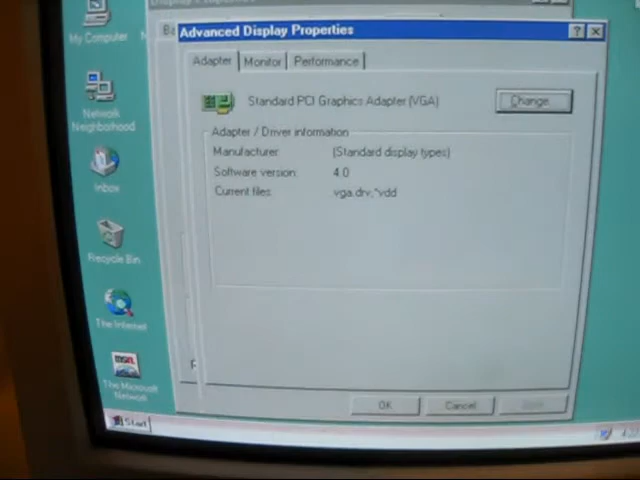 Advanced Display Properties
My Computer
Adapter
Monitor
Performance
Standard PCI Graphics Adapter (VGA)
Change...
Network
Neighborhood
Adapter / Driver information
Manufacturer:
(Standard display types)
Software version:
4.0
Current files:
vga.drv,*vdd
Inbox
Recycle Bin
The Internet
msn
The Microsoft
Network
OK
Cancel
Start